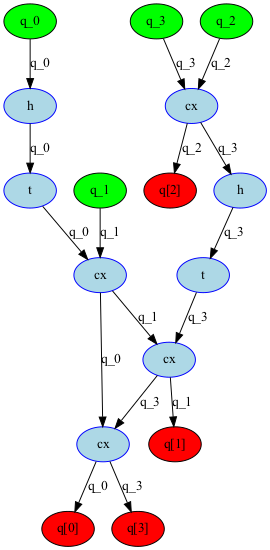 q_0 q_3 q_2
q_0 q_3 q_2
h cx
q_0 q_2 q_3
t q_1 q[2] h
q_0 q_1 q_3
cx t
q_1 q_3
q_0 cx
q_3 q_1
cx q[1]
q_0 q_3
q[0] q[3]